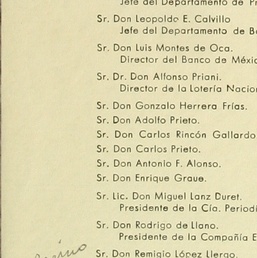 Jefe del Departamento de Pr
Sr. Don Leopoldo E. Calvillo
Jefe del Departamento de Be
Sr. Don Luis Montes de Oca.
Director del Banco de Méxic
Sr. Dr. Don Alfonso Priani.
Director de la Lotería Nacion
Sr. Don Gonzalo Herrera Frías.
Sr. Don Adolfo Prieto.
Sr. Don Carlos Rincón Gallardo
Sr. Don Carlos Prieto.
Sr. Don Antonio F. Alonso.
Sr. Don Enrique Graue.
Sr. Lic. Don Miguel Lanz Duret.
Presidente de la Cía. Periodí
Sr. Don Rodrigo de Llano.
Presidente de la Compañía E
Sr. Don Remigio López Llergo.